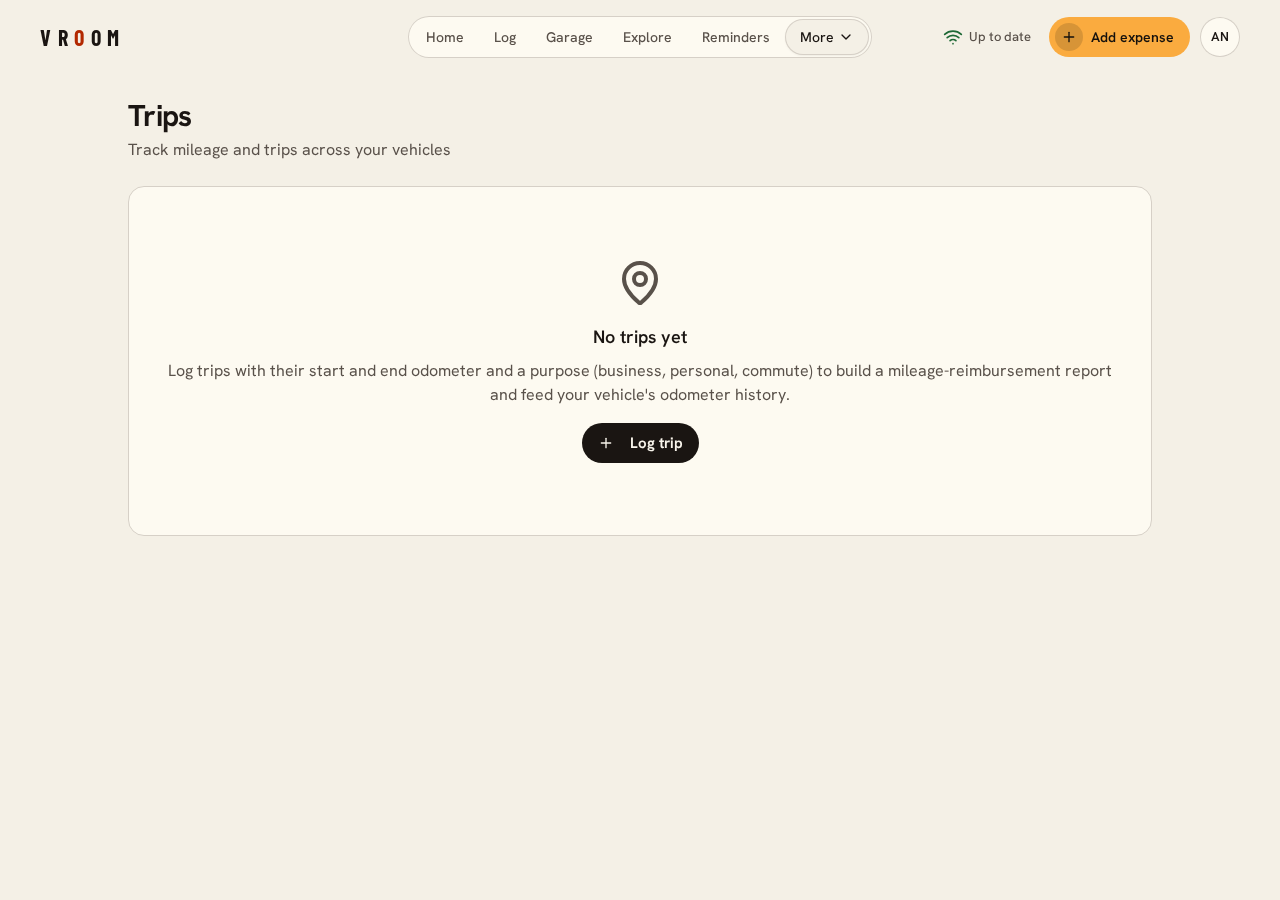 VROOM
Home
Log
Garage
Explore
Reminders
More
Up to date
Add expense
AN
Trips
Track mileage and trips across your vehicles
No trips yet
Log trips with their start and end odometer and a purpose (business, personal, commute) to build a mileage-reimbursement report
and feed your vehicle's odometer history.
Log trip